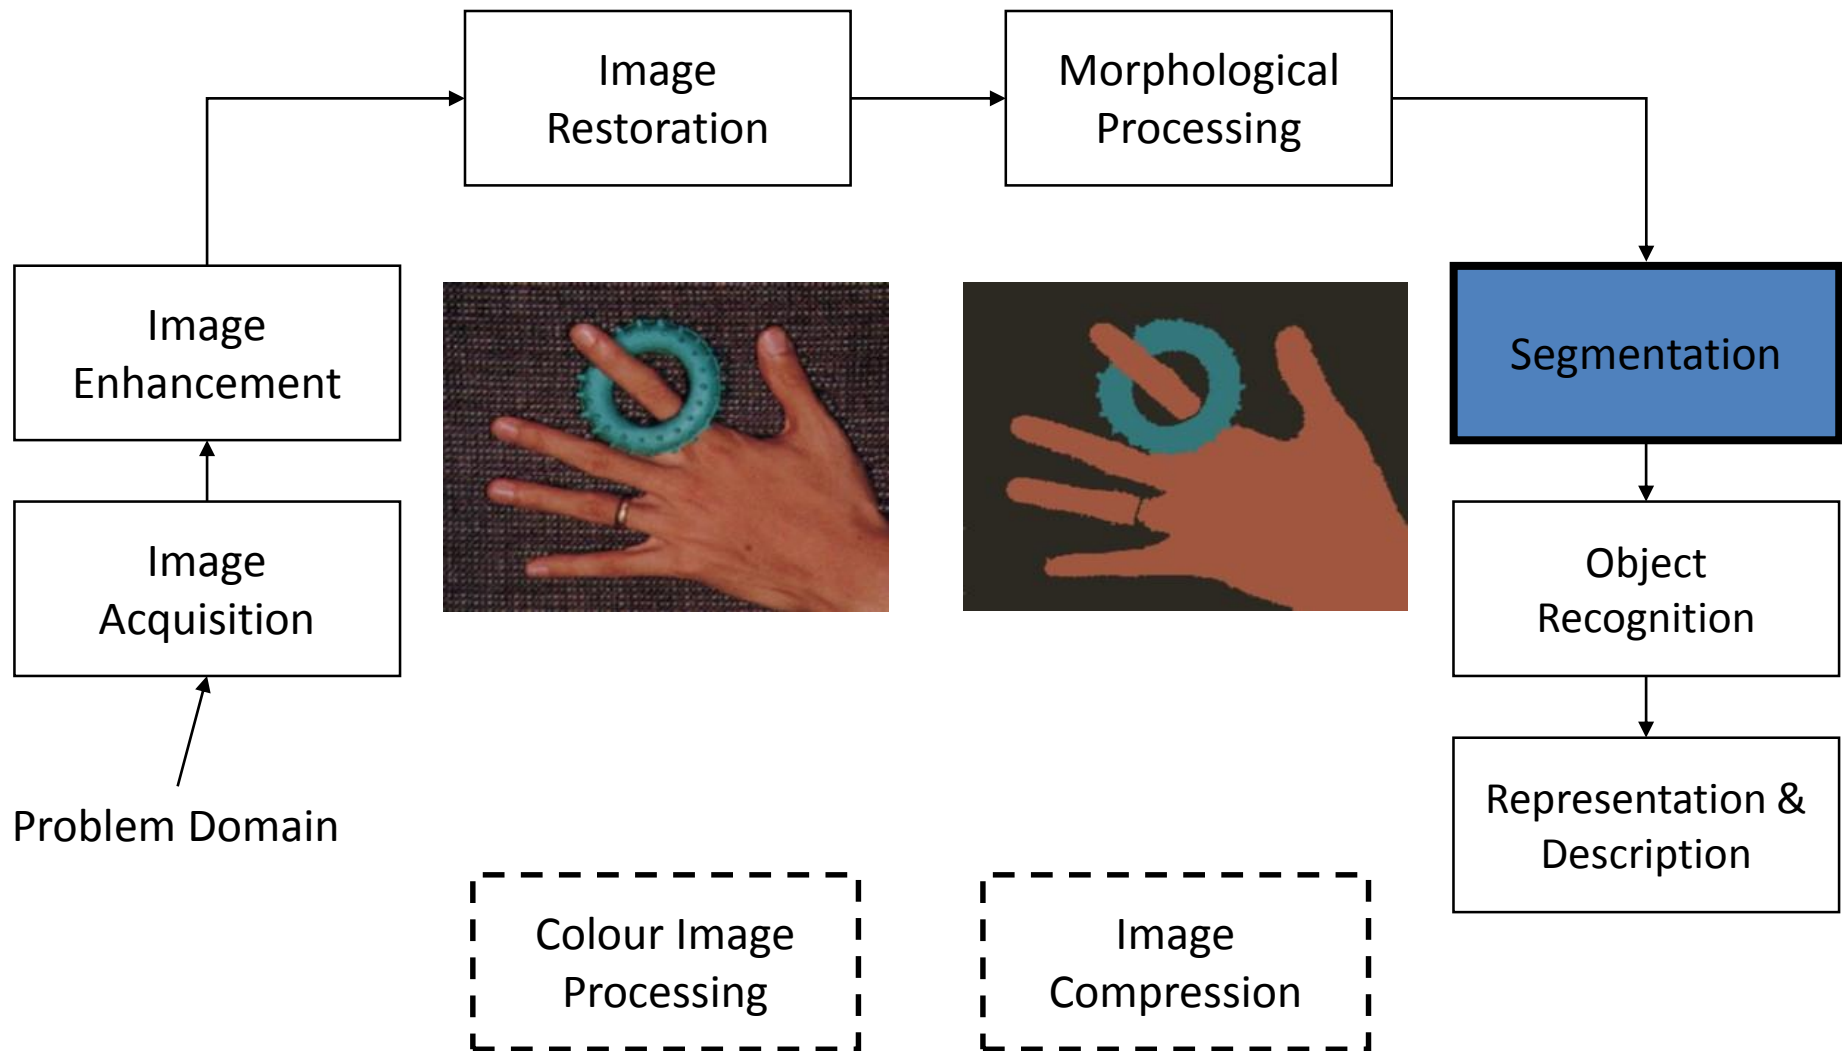 Image
Restoration
Morphological
Processing
Image
Enhancement
Segmentation
Image
Acquisition
Object
Recognition
Problem Domain
Representation &
Description
Colour Image
Processing
Image
Compression